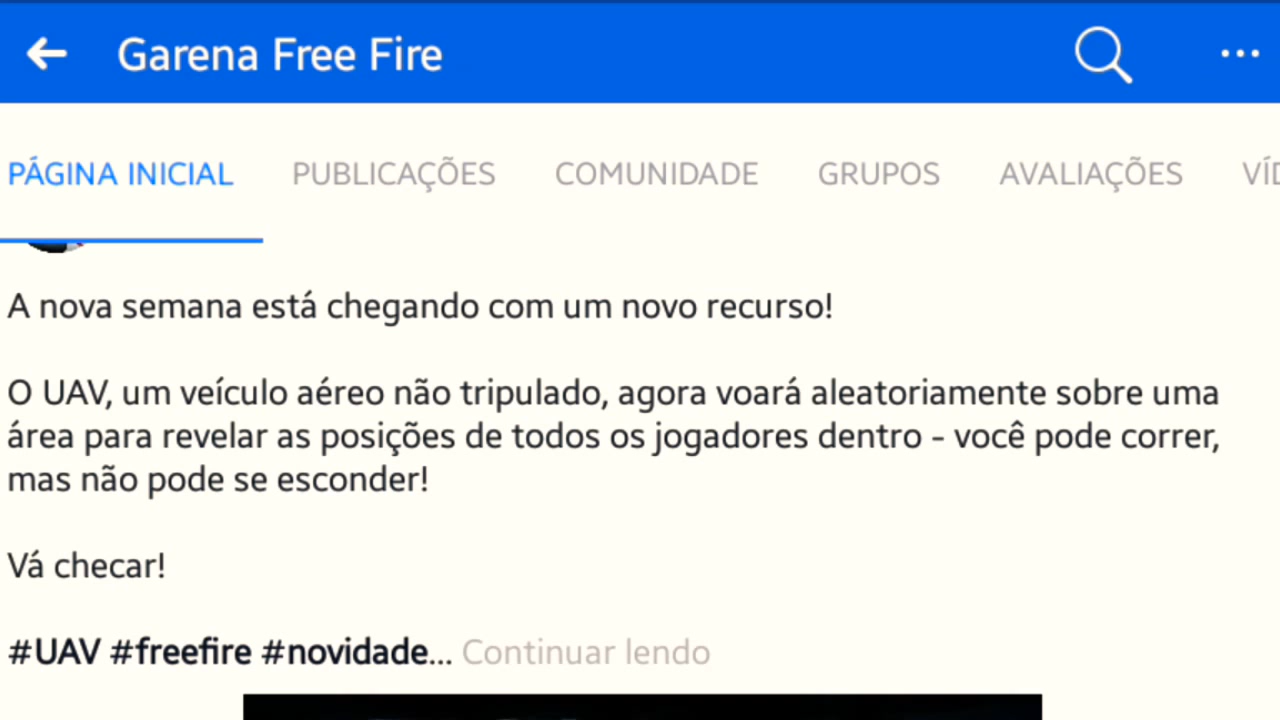 Garena Free Fire
PÁGINA INICIAL PUBLICAÇÕES COMUNIDADE GRUPOS AVALIAÇÕES
A nova semana está chegando com um novo recurso!
O UAV, um veículo aéreo não tripulado, agora voará aleatoriamente sobre uma
área para revelar as posições de todos os jogadores dentro - você pode correr,
mas não pode se esconder!
Vá checar!
#UAV #freefire #novidade... Continuar lendo